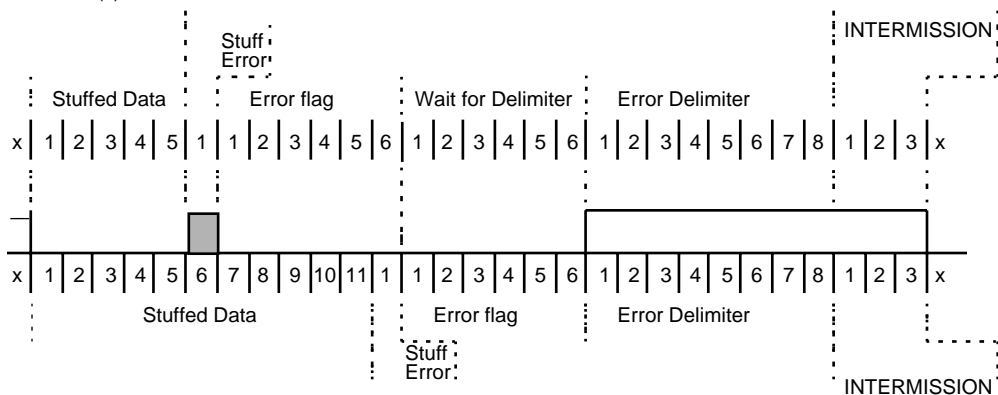 INTERMISSION
Stuff
Error
Stuffed Data Error flag Wait for Delimiter Error Delimiter
x 1 2 3 4 5 1 1 2 3 4 5 6 1 2 3 4 5 6 1 2 3 4 5 6 7 8 1 2 3 x
x 1 2 3 4 5 6 7 8 9 10 11 1 1 2 3 4 5 6 1 2 3 4 5 6 7 8 1 2 3 x
Stuffed Data Error flag Error Delimiter
Stuff
Error
INTERMISSION